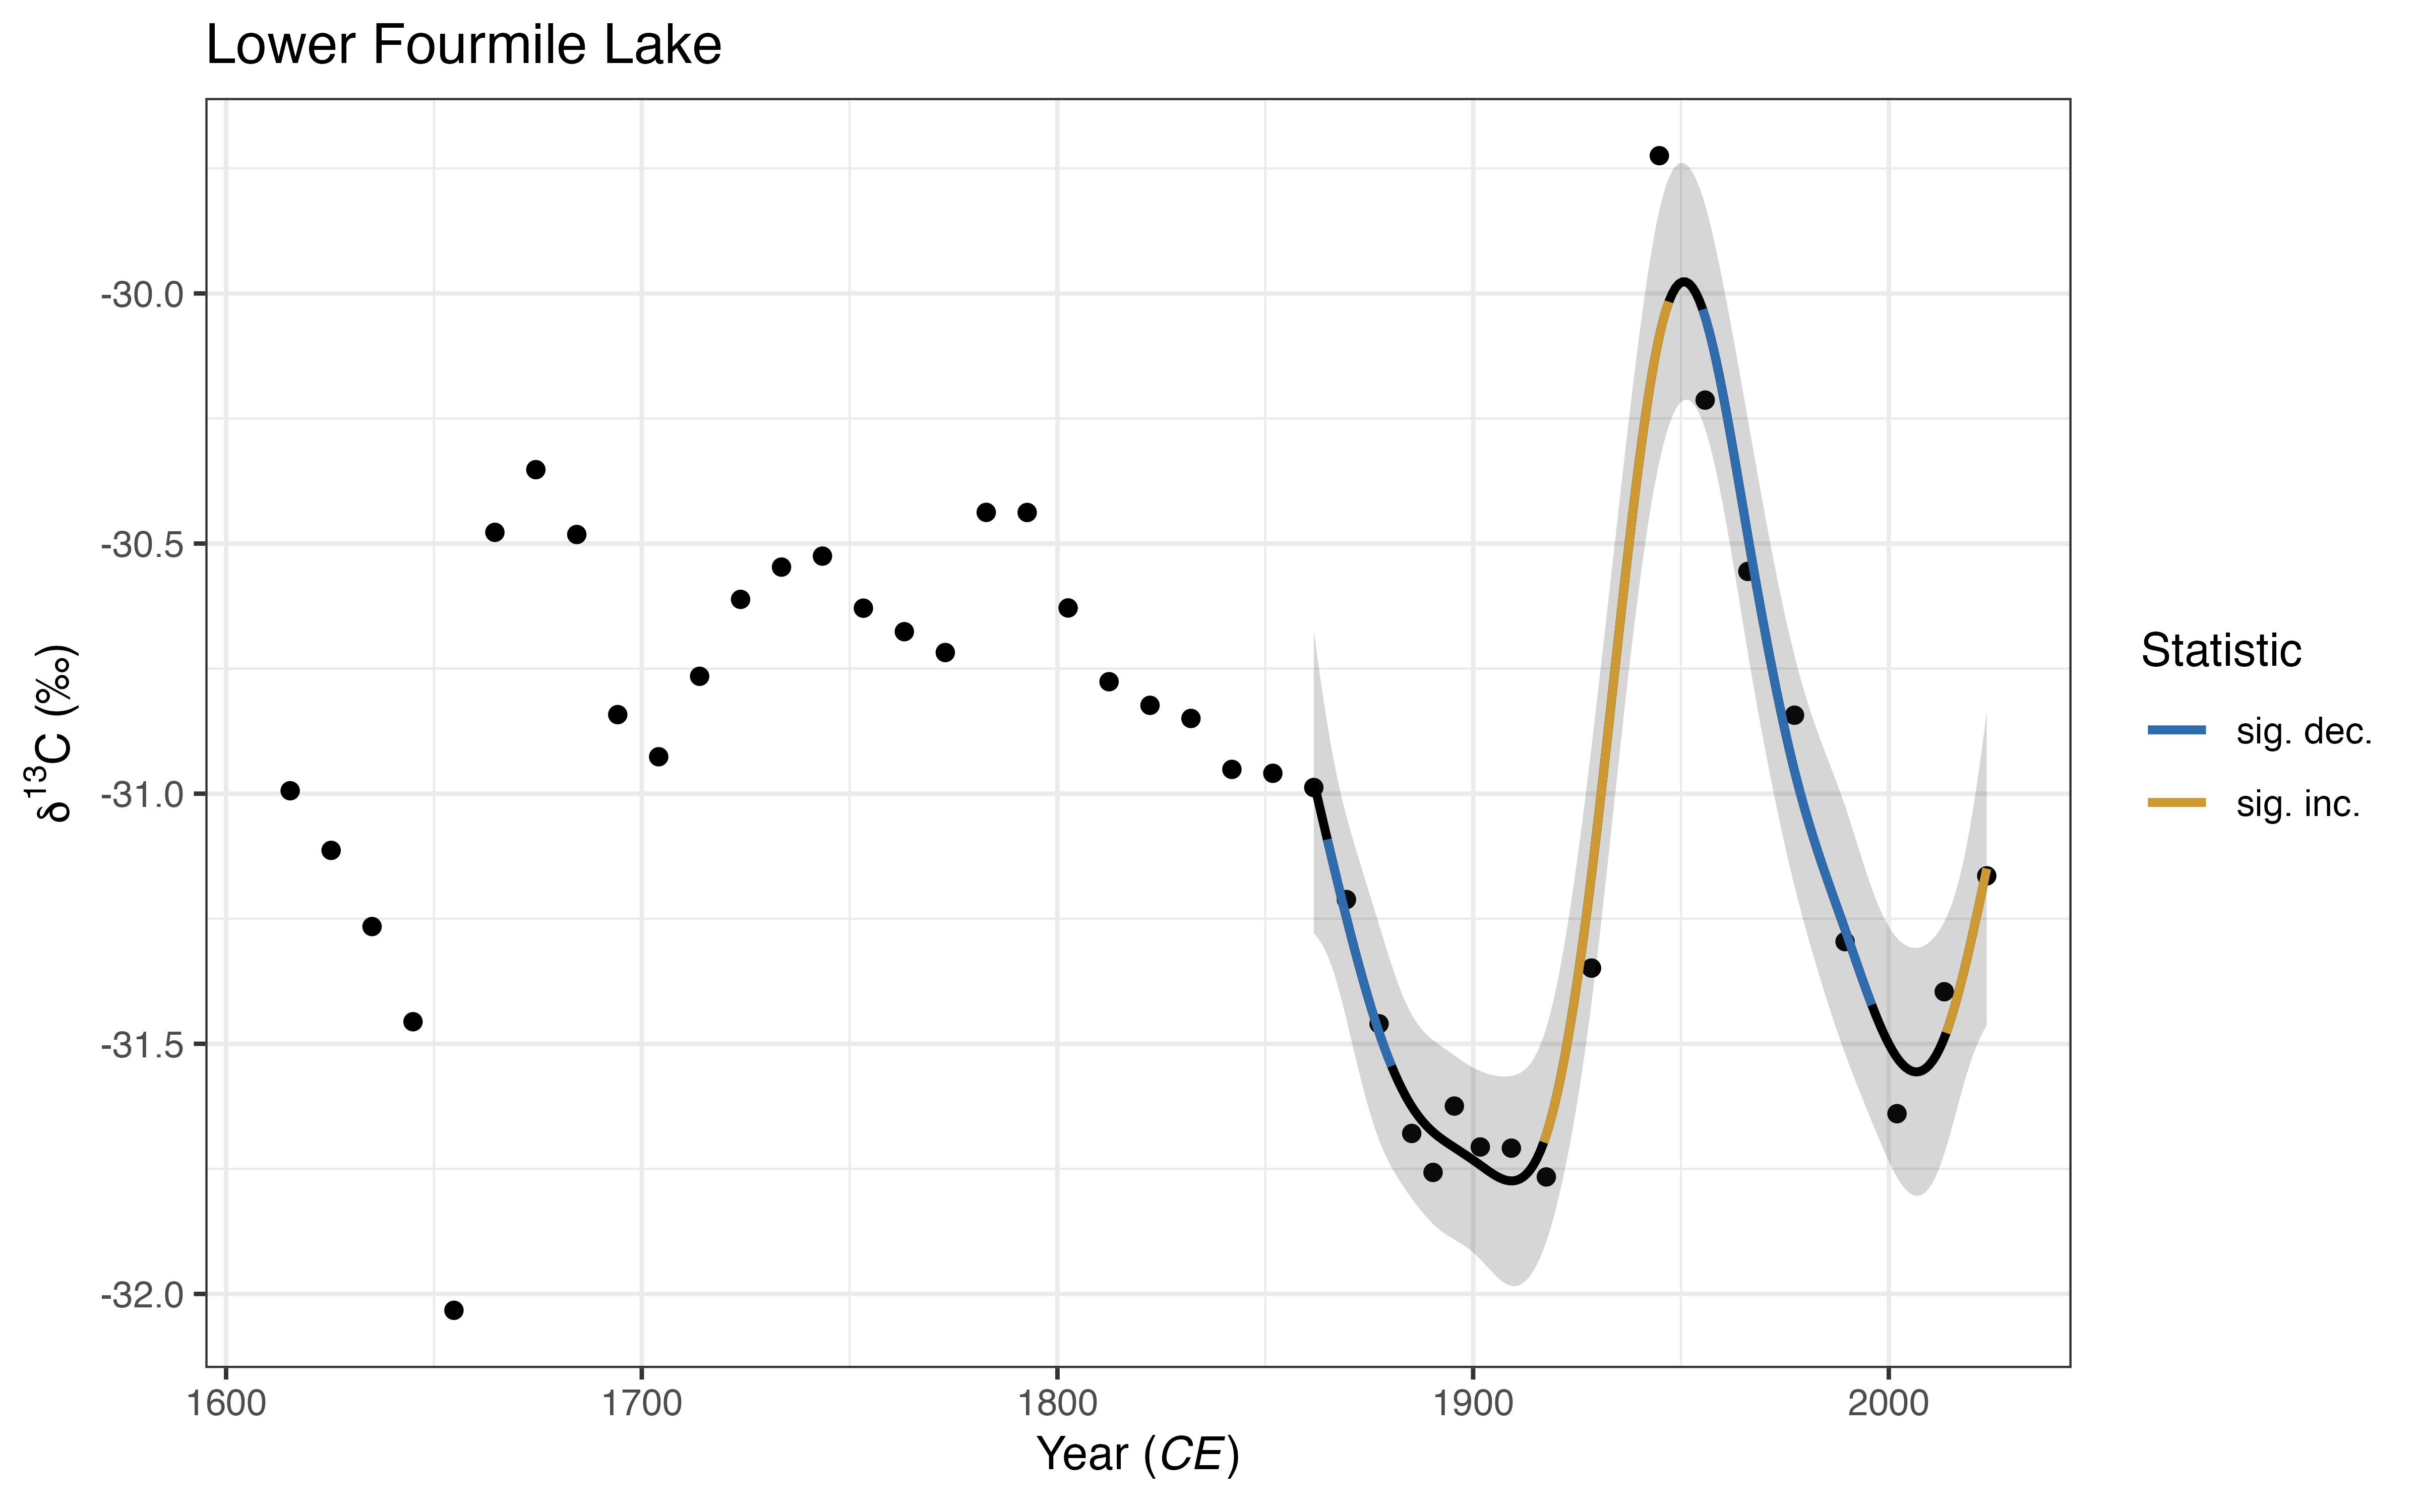 Lower Fourmile Lake
-30.0
-30.5
-31.0
-31.5
-32.0
δ¹³C (‰)
1600 1700 1800 1900 2000
Year (CE)
Statistic
sig. dec.
sig. inc.